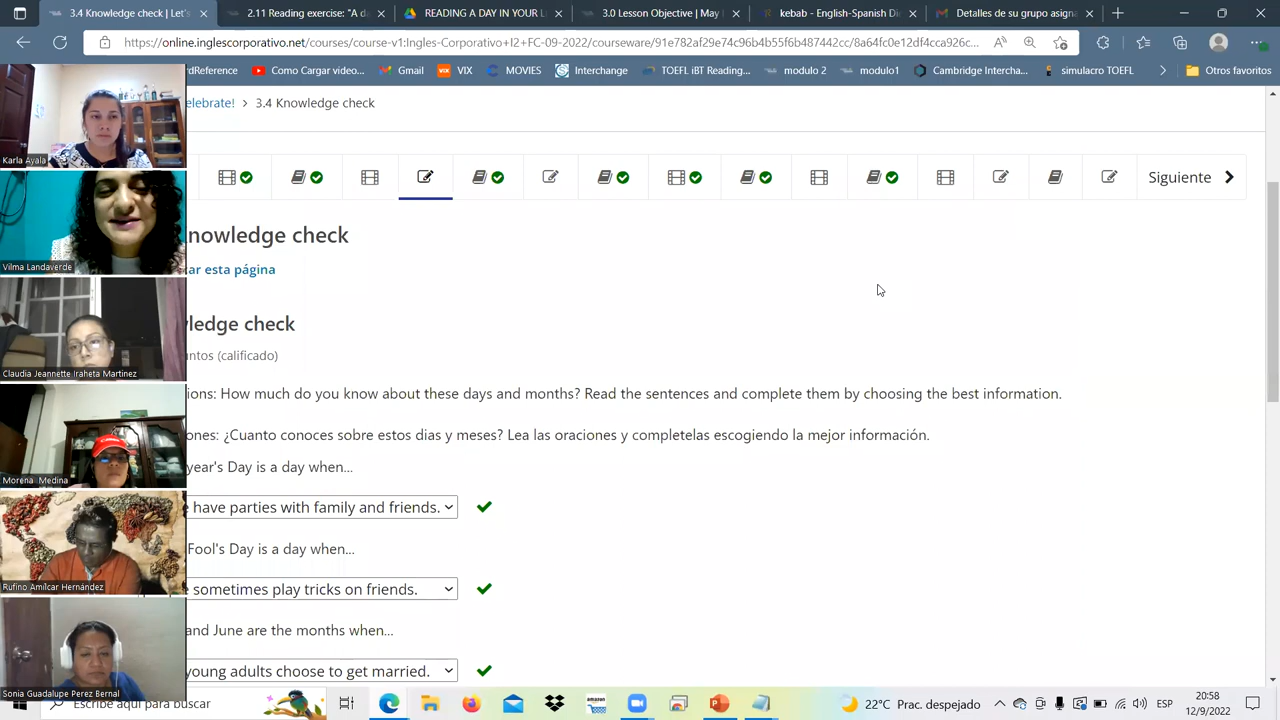 3.4 Knowledge check | Let's
2.11 Reading exercise: "A d
READING A DAY IN YOUR L
3.0 Lesson Objective | May I
kebab - English-Spanish Di
Detalles de su grupo asigna
https://online.inglescorporativo.net/courses/course-v1:Ingles-Corporativo+I2+FC-09-2022/courseware/91e782af29e74c96b4b55f6b487442cc/8a64fc0e12df4cca926c...
rdReference
Como Cargar vídeo...
Gmail
VIX
MOVIES
Interchange
TOEFL iBT Reading...
modulo 2
modulo1
Cambridge Intercha...
simulacro TOEFL
Otros favoritos
elebrate! > 3.4 Knowledge check
Siguiente
nowledge check
ar esta página
ledge check
ntos (calificado)
ions: How much do you know about these days and months? Read the sentences and complete them by choosing the best information.
ones: ¿Cuanto conoces sobre estos dias y meses? Lea las oraciones y completelas escogiendo la mejor información.
year's Day is a day when...
e have parties with family and friends.
Fool's Day is a day when...
e sometimes play tricks on friends.
and June are the months when...
young adults choose to get married.
Karla Ayala
Vilma Landaverde
Claudia Jeannette Iraheta Martinez
Morena Medina
Rufino Amílcar Hernández
Sonia Guadalupe Perez Bernal
Escribe aquí para buscar
amazon
22°C Prac. despejado
ESP
20:58
12/9/2022